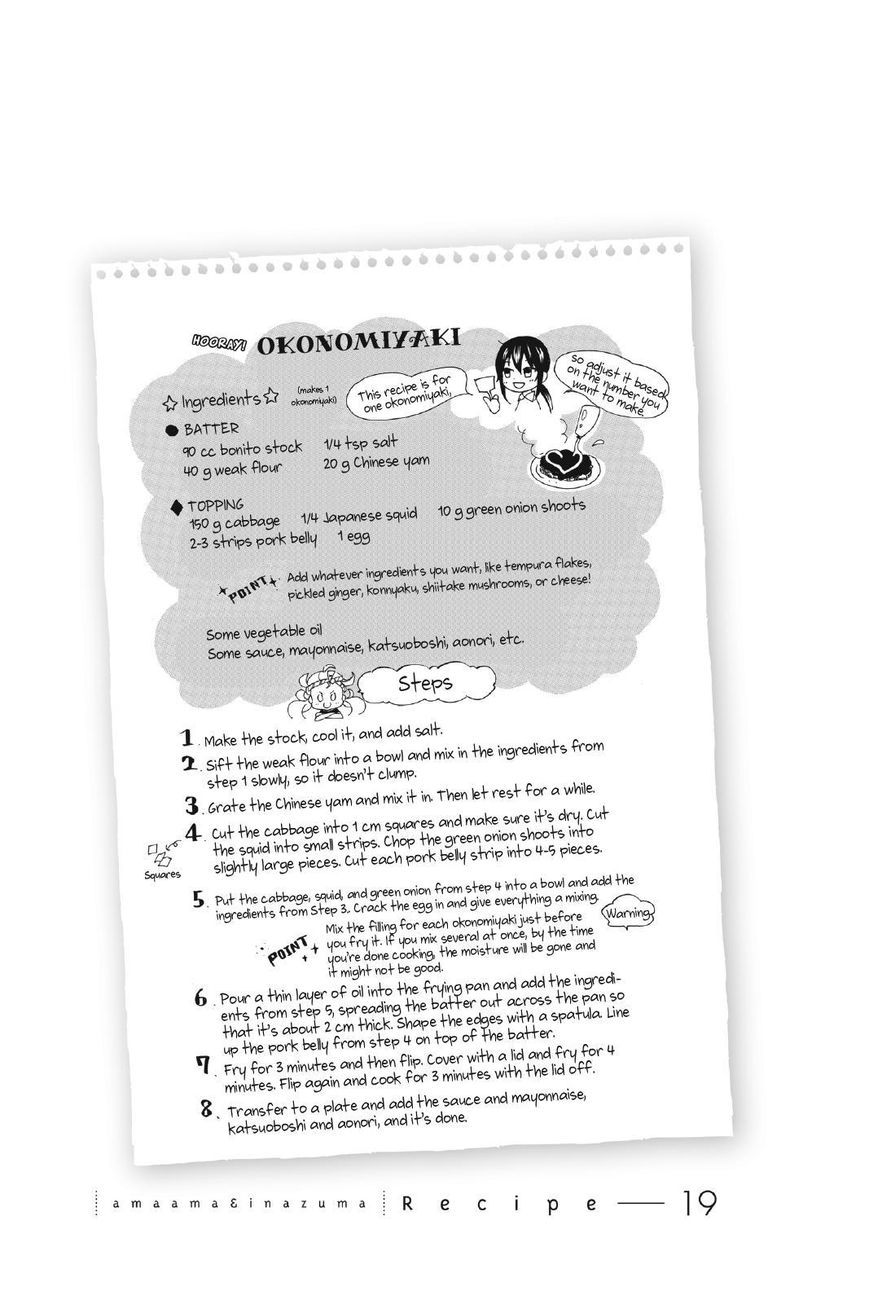 HOORAY! OKONOMIYAKI
☆ Ingredients ☆ (makes 1
okonomiyaki)
This recipe is for
one okonomiyaki,
so adjust it based
on the number you
want to make.
● BATTER
90 cc bonito stock 1/4 tsp salt
40 g weak flour 20 g Chinese yam
◆ TOPPING
150 g cabbage 1/4 Japanese squid 10 g green onion shoots
2-3 strips pork belly 1 egg
POINT Add whatever ingredients you want, like tempura flakes,
pickled ginger, konnyaku, shiitake mushrooms, or cheese!
Some vegetable oil
Some sauce, mayonnaise, katsuoboshi, aonori, etc.
Steps
1. Make the stock, cool it, and add salt.
2. Sift the weak flour into a bowl and mix in the ingredients from
step 1 slowly, so it doesn't clump.
3. Grate the Chinese yam and mix it in. Then let rest for a while.
4. Cut the cabbage into 1 cm squares and make sure it's dry. Cut
the squid into small strips. Chop the green onion shoots into
slightly large pieces. Cut each pork belly strip into 4-5 pieces.
Squares
5. Put the cabbage, squid, and green onion from step 4 into a bowl and add the
ingredients from Step 3. Crack the egg in and give everything a mixing.
Warning
POINT Mix the filling for each okonomiyaki just before
you fry it. If you mix several at once, by the time
you're done cooking, the moisture will be gone and
it might not be good.
6. Pour a thin layer of oil into the frying pan and add the ingredi-
ents from step 5, spreading the batter out across the pan so
that it's about 2 cm thick. Shape the edges with a spatula. Line
up the pork belly from step 4 on top of the batter.
7. Fry for 3 minutes and then flip. Cover with a lid and fry for 4
minutes. Flip again and cook for 3 minutes with the lid off.
8. Transfer to a plate and add the sauce and mayonnaise,
katsuoboshi and aonori, and it's done.
amaama&inazuma Recipe — 19